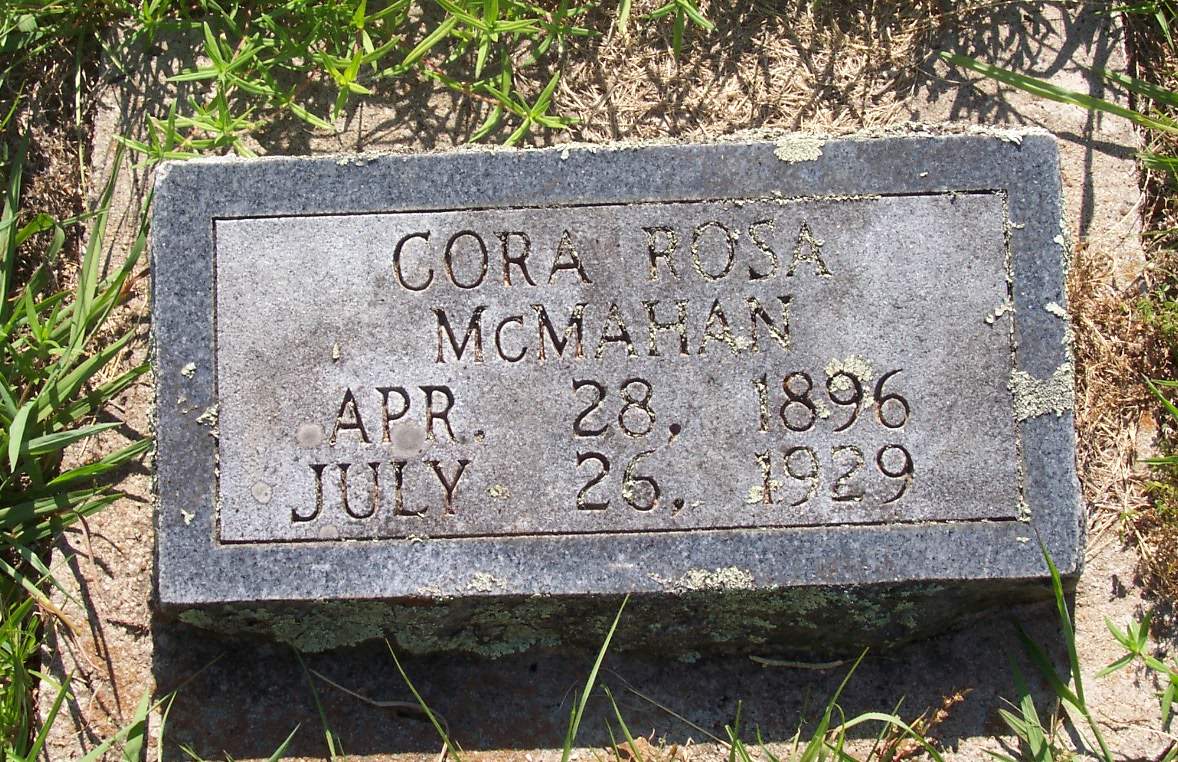 CORA ROSA
McMAHAN
APR. 28, 1896
JULY 26, 1929